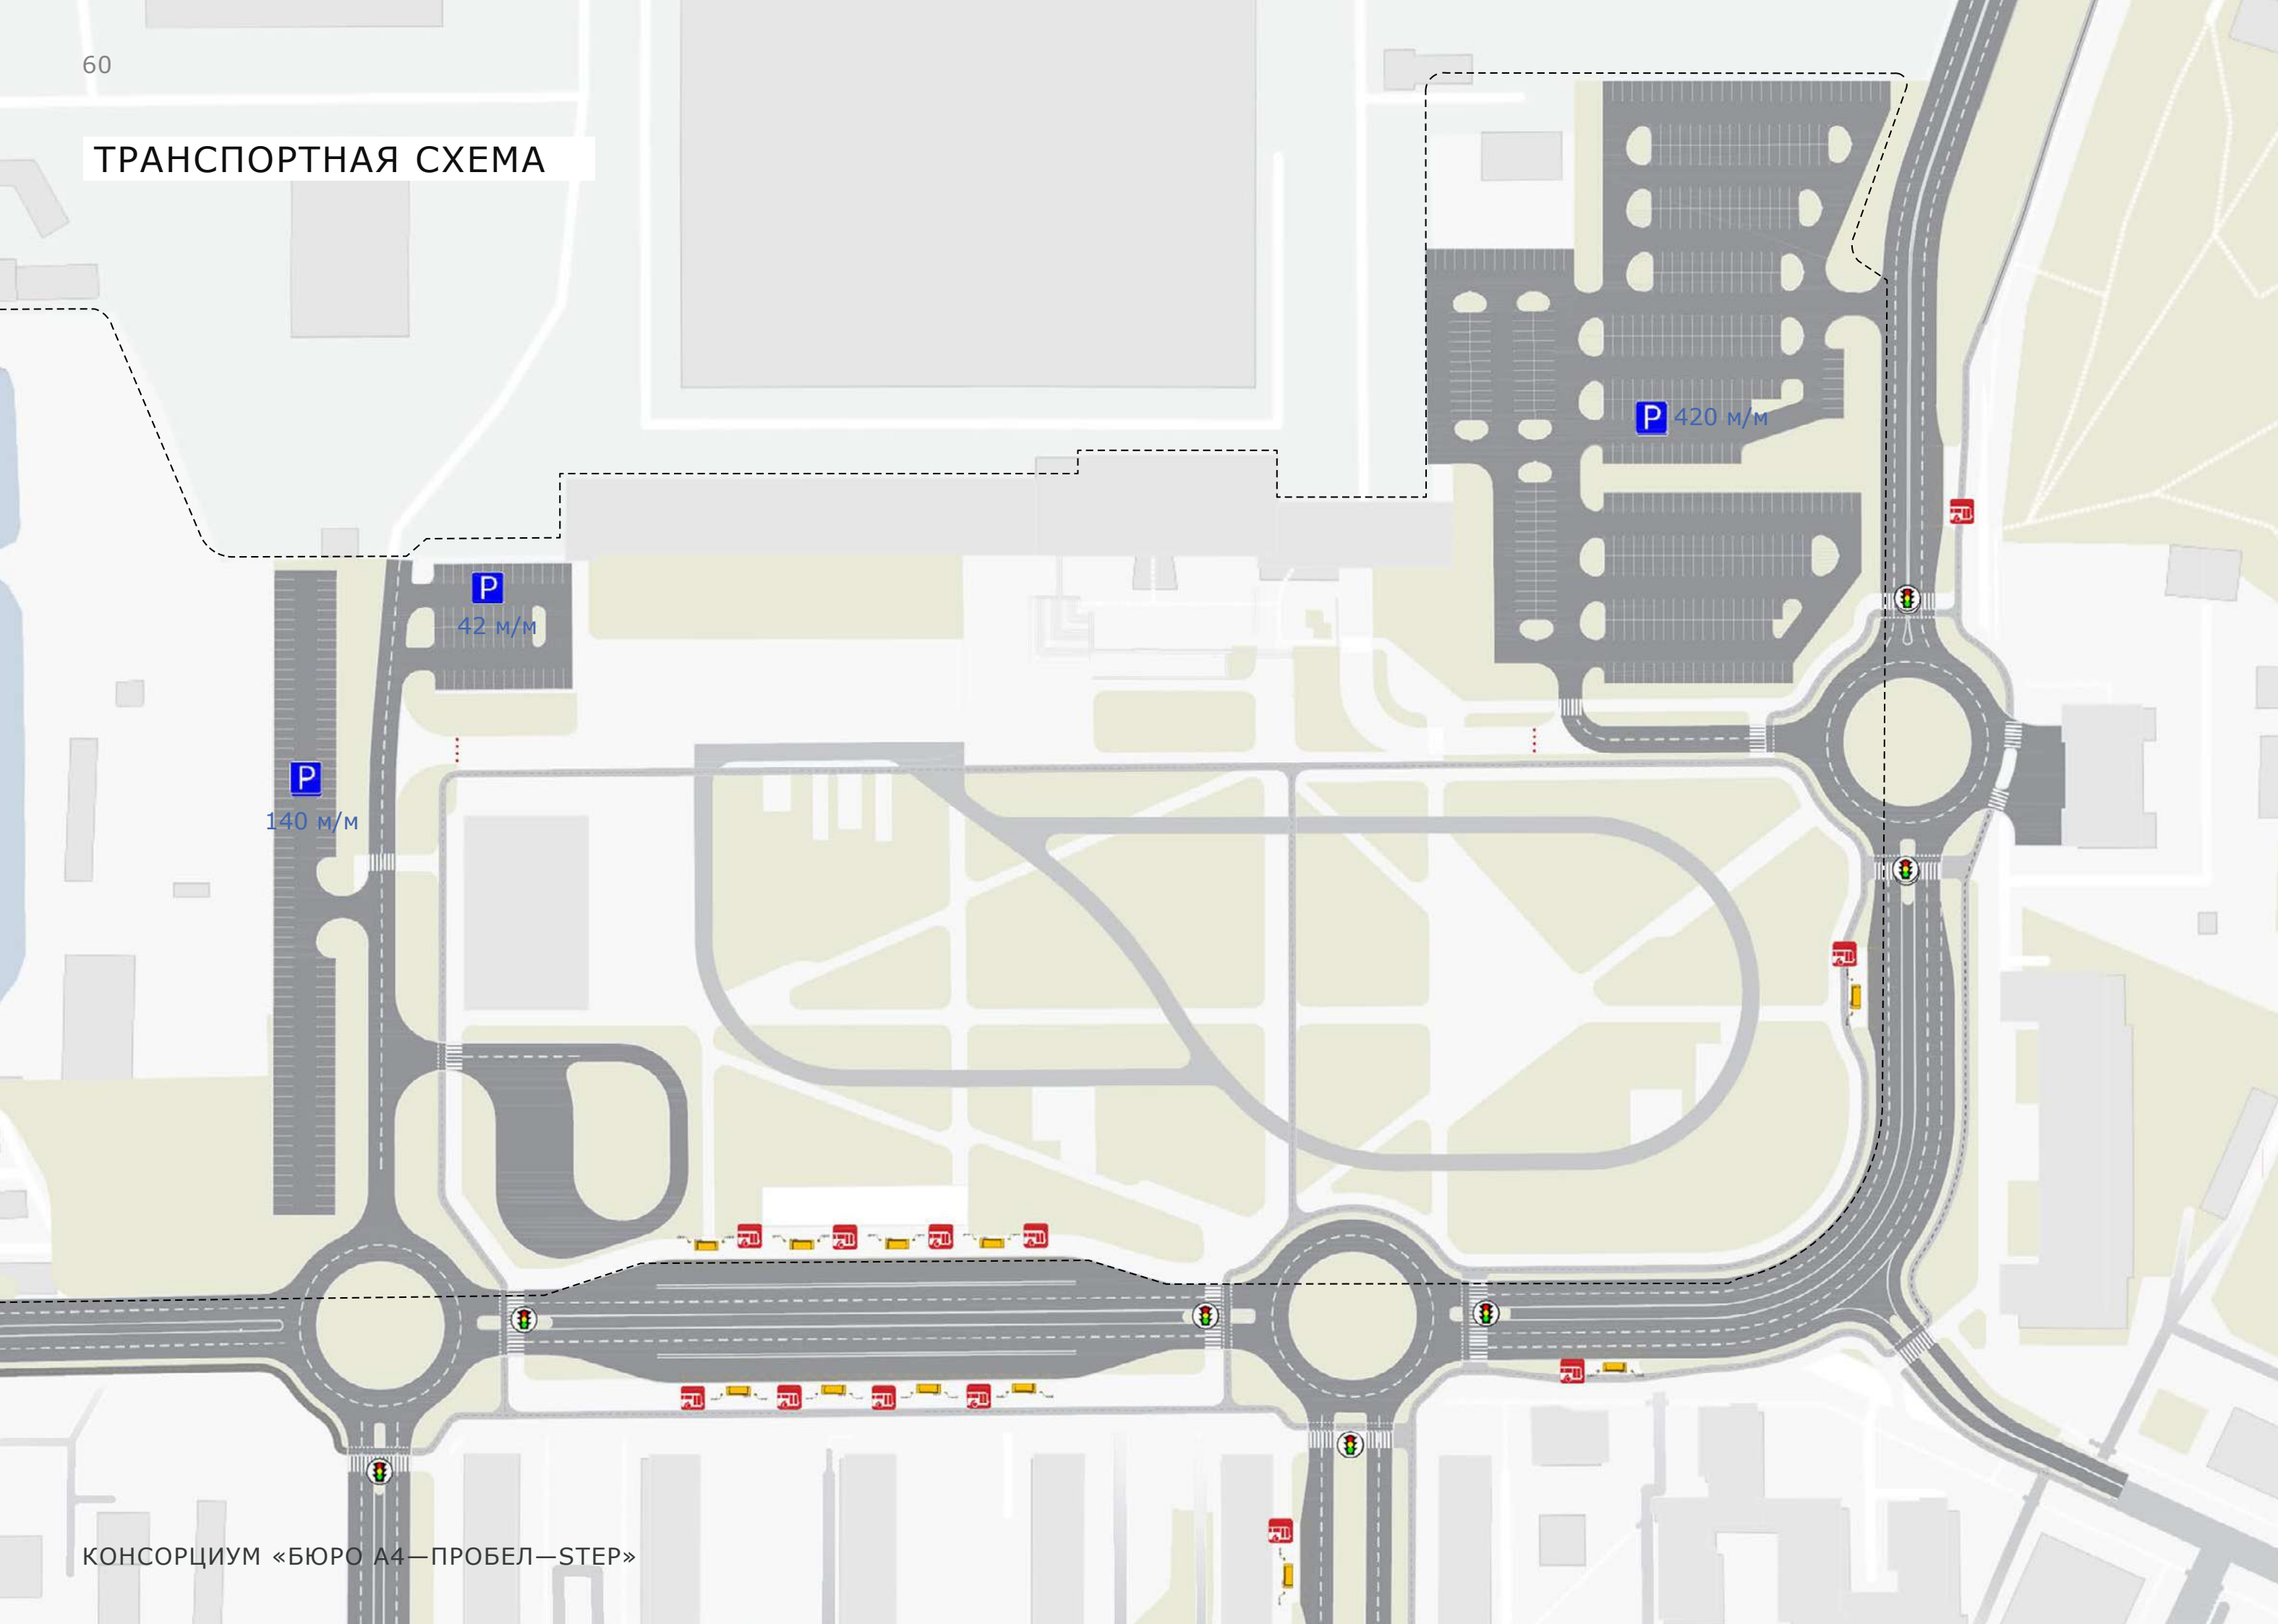 60
ТРАНСПОРТНАЯ СХЕМА
P 420 м/м
P
42 м/м
P
140 м/м
КОНСОРЦИУМ «БЮРО А4—ПРОБЕЛ—STEP»